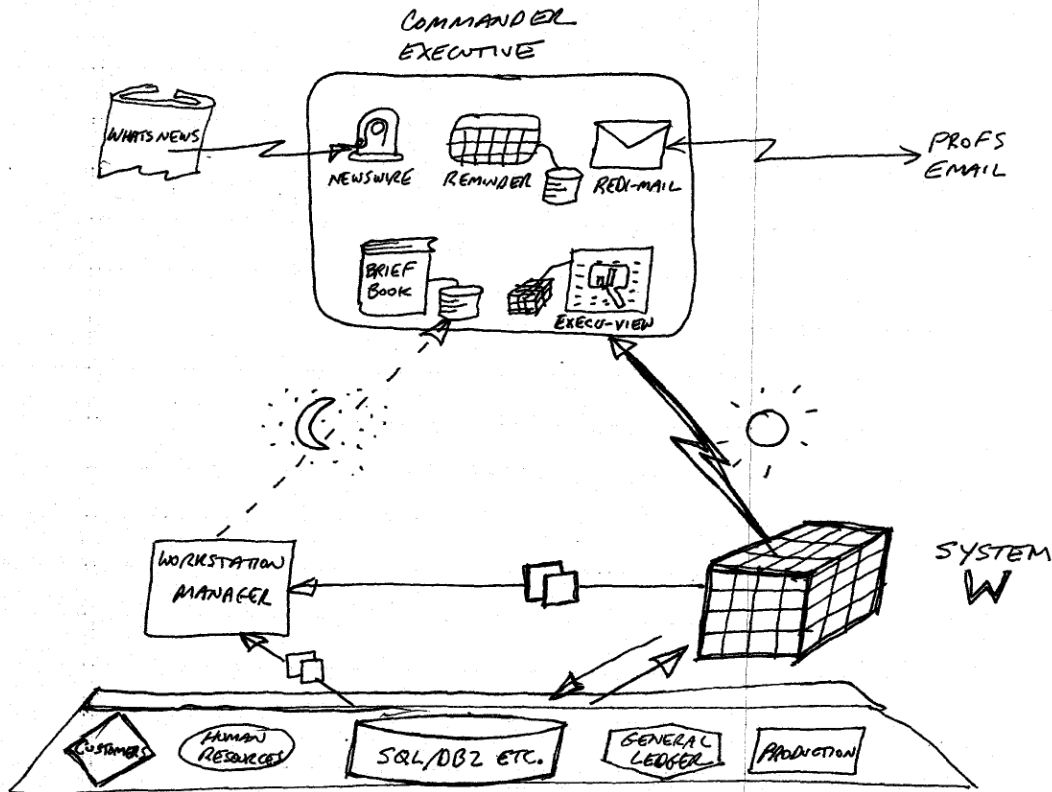 COMMANDER
EXECUTIVE
WHATS NEWS
NEWSWIRE
REMINDER
REDI-MAIL
PROFS
EMAIL
BRIEF
BOOK
EXECU-VIEW
WORKSTATION
MANAGER
SYSTEM
W
CUSTOMERS
HUMAN
RESOURCES
SQL/DB2 ETC.
GENERAL
LEDGER
PRODUCTION